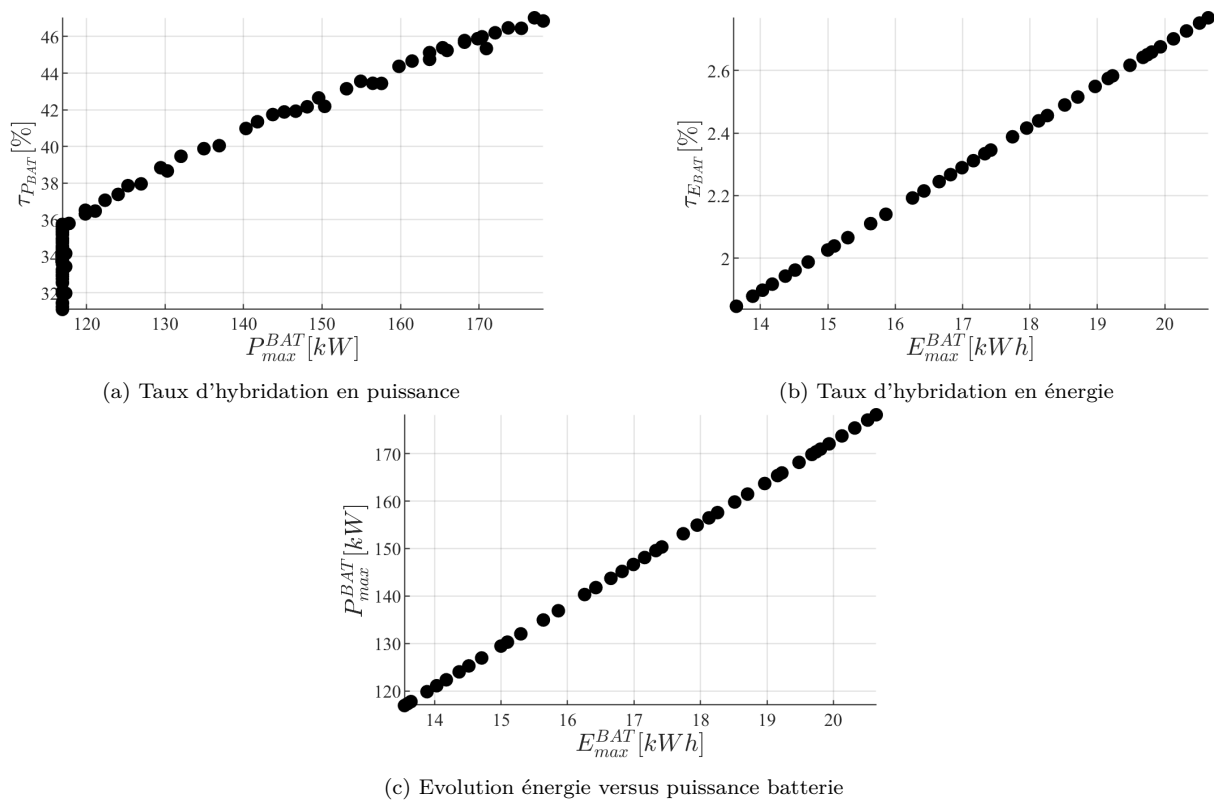 τ_{P_{BAT}}[%]
46
44
42
40
38
36
34
32
120 130 140 150 160 170
P_{max}^{BAT}[kW]
(a) Taux d'hybridation en puissance
τ_{E_{BAT}}[%]
2.6
2.4
2.2
2
14 15 16 17 18 19 20
E_{max}^{BAT}[kWh]
(b) Taux d'hybridation en énergie
P_{max}^{BAT}[kW]
170
160
150
140
130
120
14 15 16 17 18 19 20
E_{max}^{BAT}[kWh]
(c) Evolution énergie versus puissance batterie